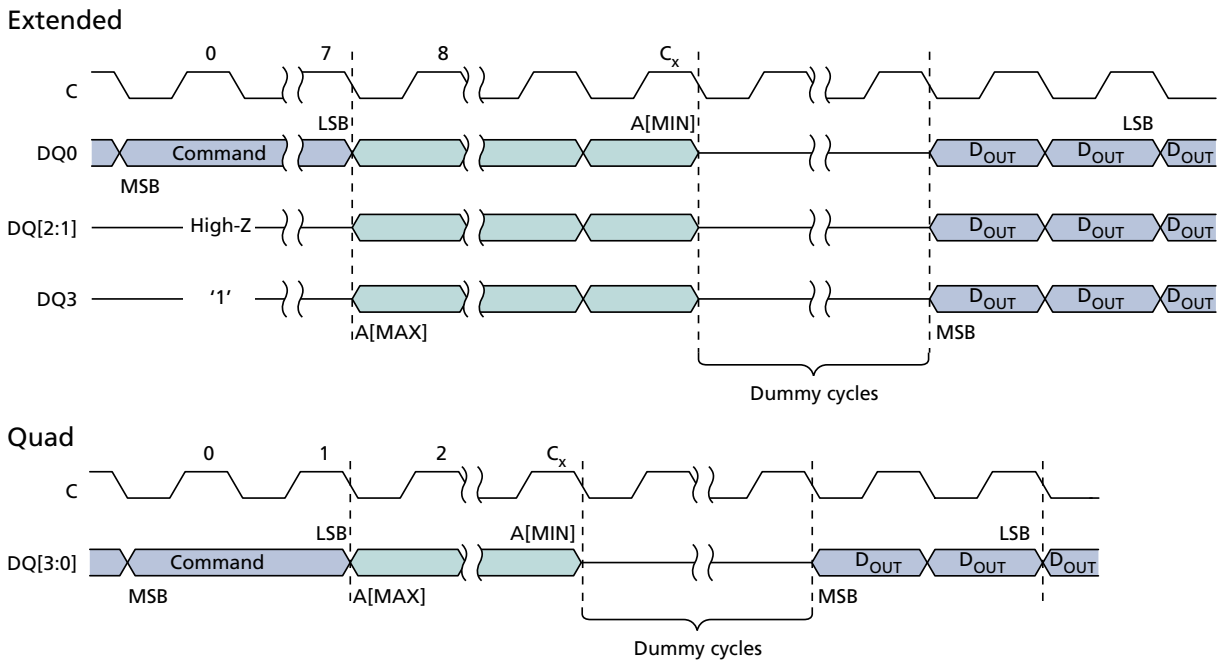 Extended
0 7 8 Cx
C
LSB A[MIN] LSB
DQ0 Command DOUT DOUT DOUT
MSB
DQ[2:1] High-Z DOUT DOUT DOUT
DQ3 ‘1’ DOUT DOUT DOUT
A[MAX] MSB
Dummy cycles
Quad
0 1 2 Cx
C
LSB A[MIN] LSB
DQ[3:0] Command DOUT DOUT DOUT
MSB A[MAX] MSB
Dummy cycles